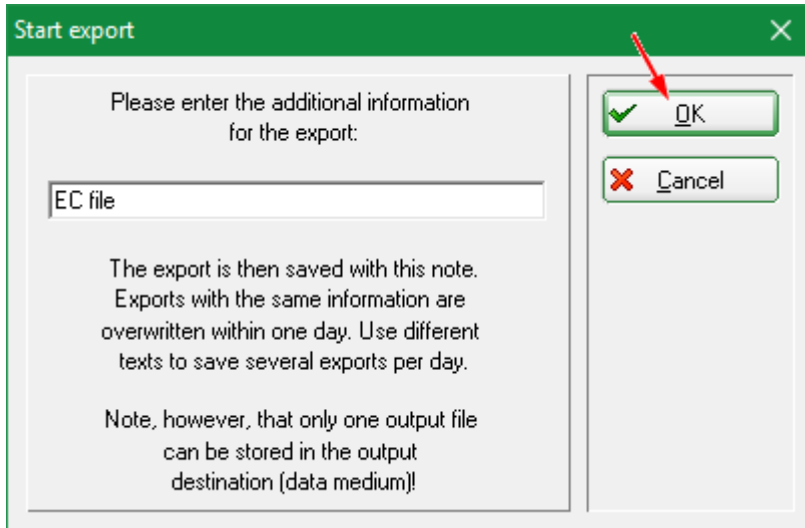 Start export
Please enter the additional information
for the export:
EC file
The export is then saved with this note.
Exports with the same information are
overwritten within one day. Use different
texts to save several exports per day.
Note, however, that only one output file
can be stored in the output
destination (data medium)!
OK
Cancel